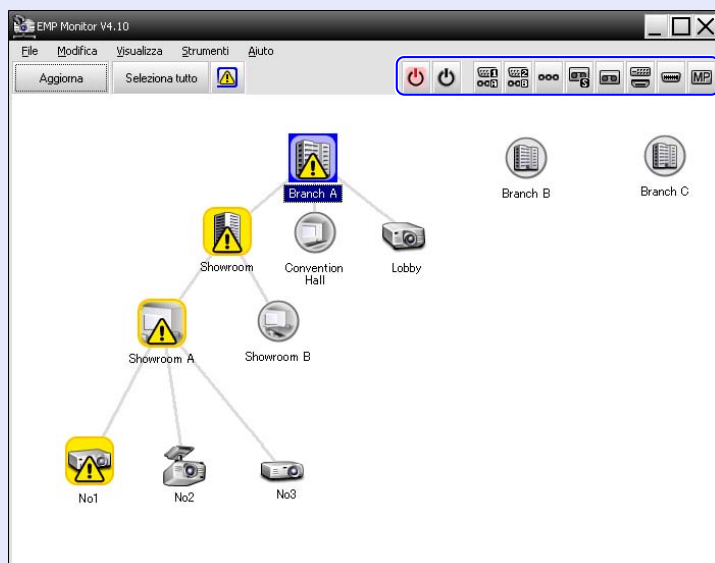 EMP Monitor V4.10
File Modifica Visualizza Strumenti Aiuto
Aggiorna Seleziona tutto MP
Branch A
Branch B
Branch C
Showroom
Convention
Hall
Lobby
Showroom A
Showroom B
No1
No2
No3